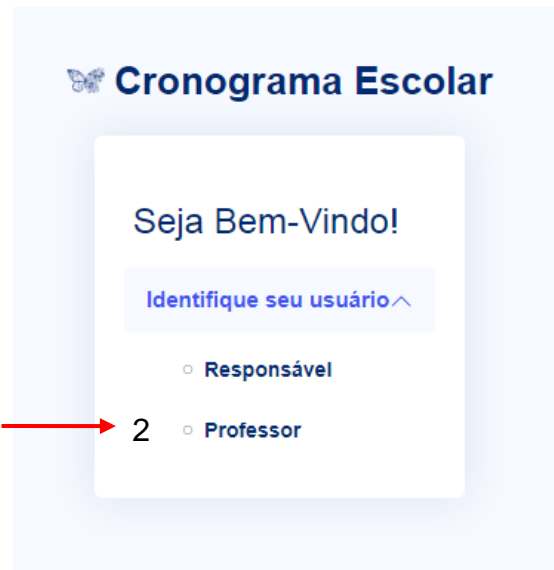 Cronograma Escolar
Seja Bem-Vindo!
Identifique seu usuário
Responsável
2 Professor